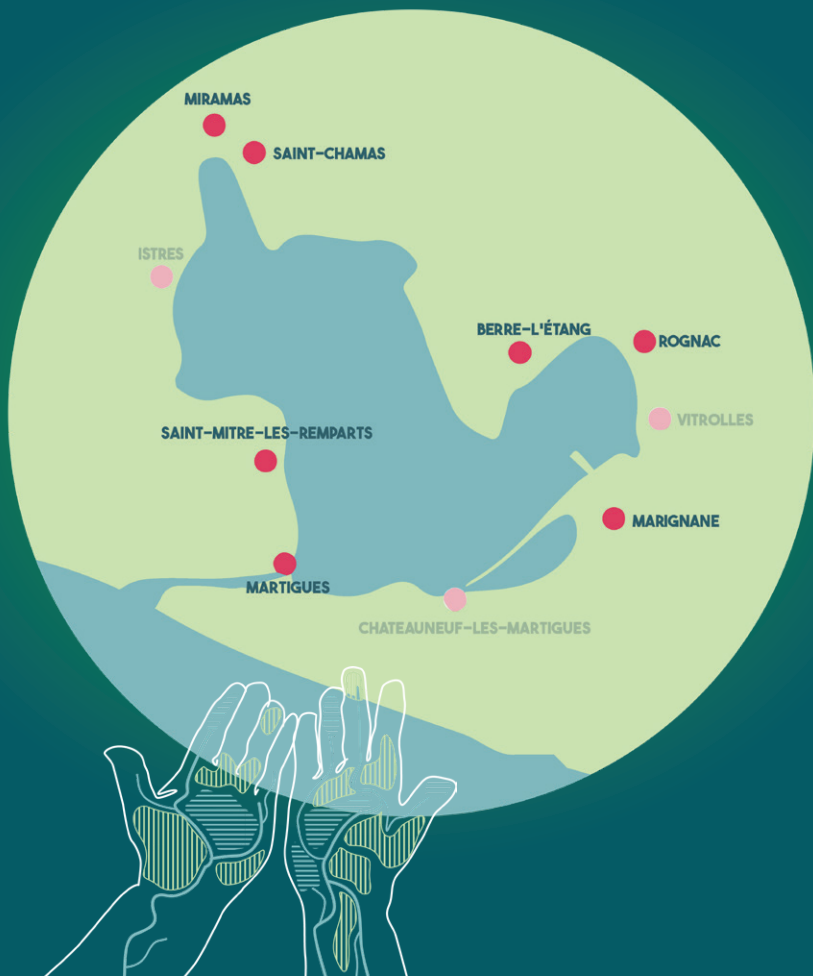 MIRAMAS
SAINT-CHAMAS
ISTRES
BERRE-L'ÉTANG
ROGNAC
VITROLLES
SAINT-MITRE-LES-REMPARTS
MARIGNANE
MARTIGUES
CHATEAUNEUF-LES-MARTIGUES